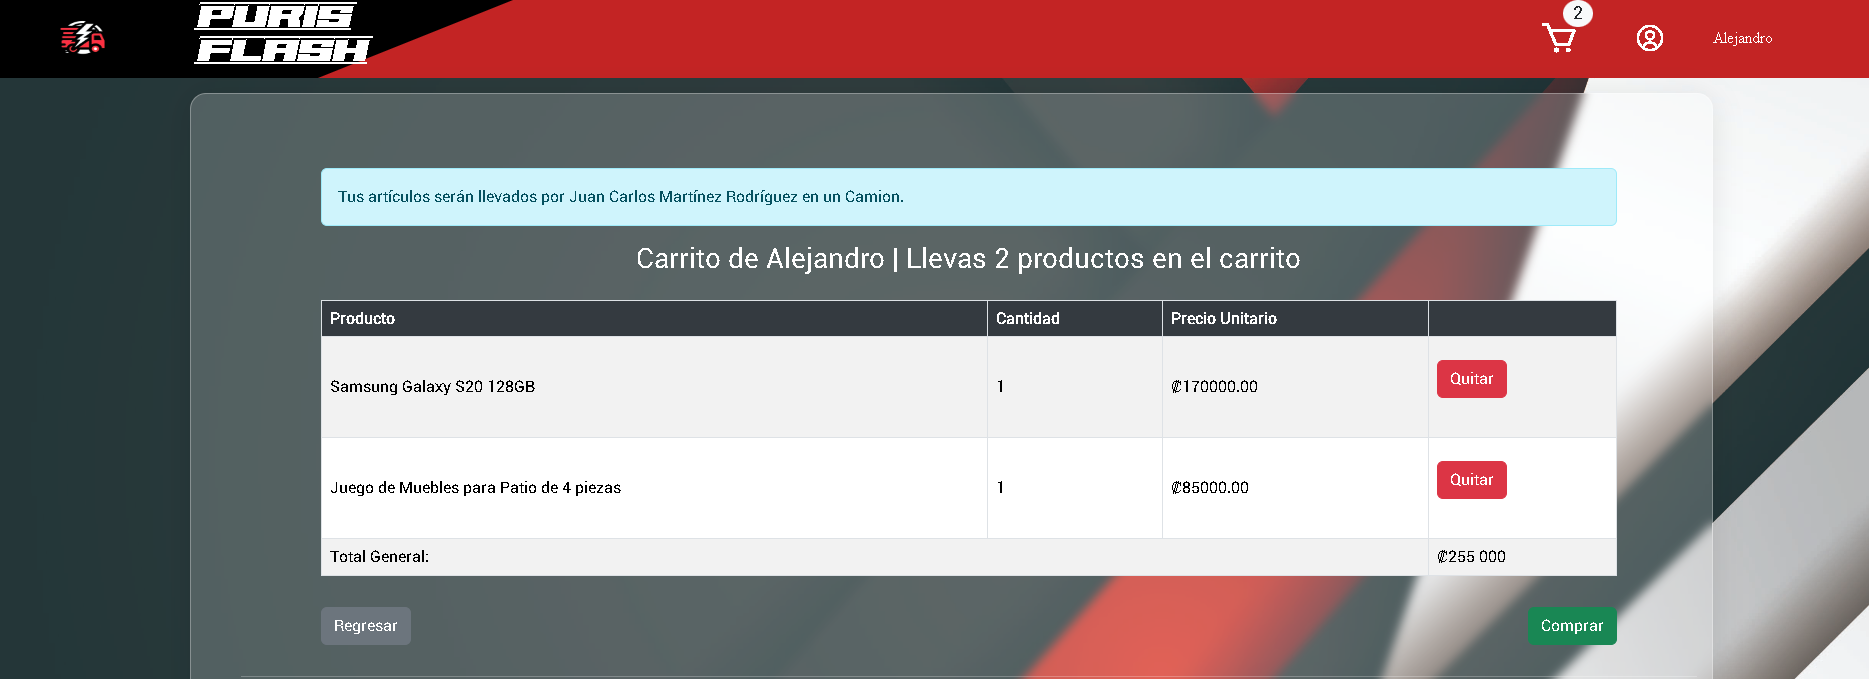 PURIS
FLASH
2
Alejandro
Tus artículos serán llevados por Juan Carlos Martínez Rodríguez en un Camion.
Carrito de Alejandro | Llevas 2 productos en el carrito
Producto Cantidad Precio Unitario
Samsung Galaxy S20 128GB 1 ₡170000.00 Quitar
Juego de Muebles para Patio de 4 piezas 1 ₡85000.00 Quitar
Total General: ₡255 000
Regresar Comprar